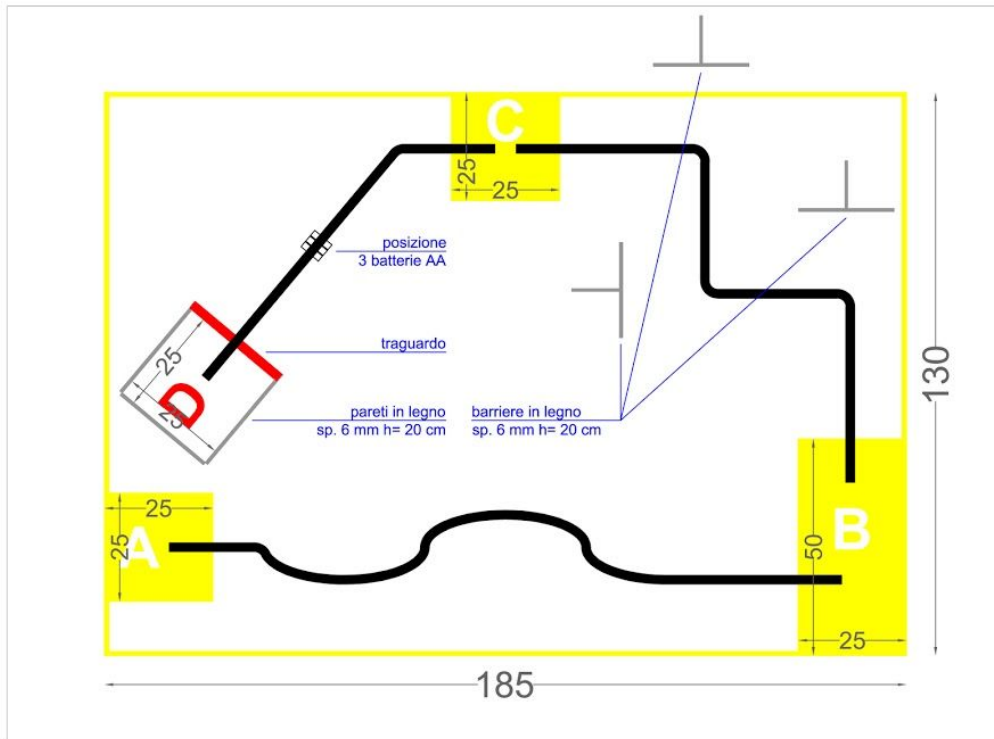 C
25
25
posizione
3 batterie AA
traguardo
25
D
25
pareti in legno
sp. 6 mm h= 20 cm
barriere in legno
sp. 6 mm h= 20 cm
130
25
25
A
50
B
25
185